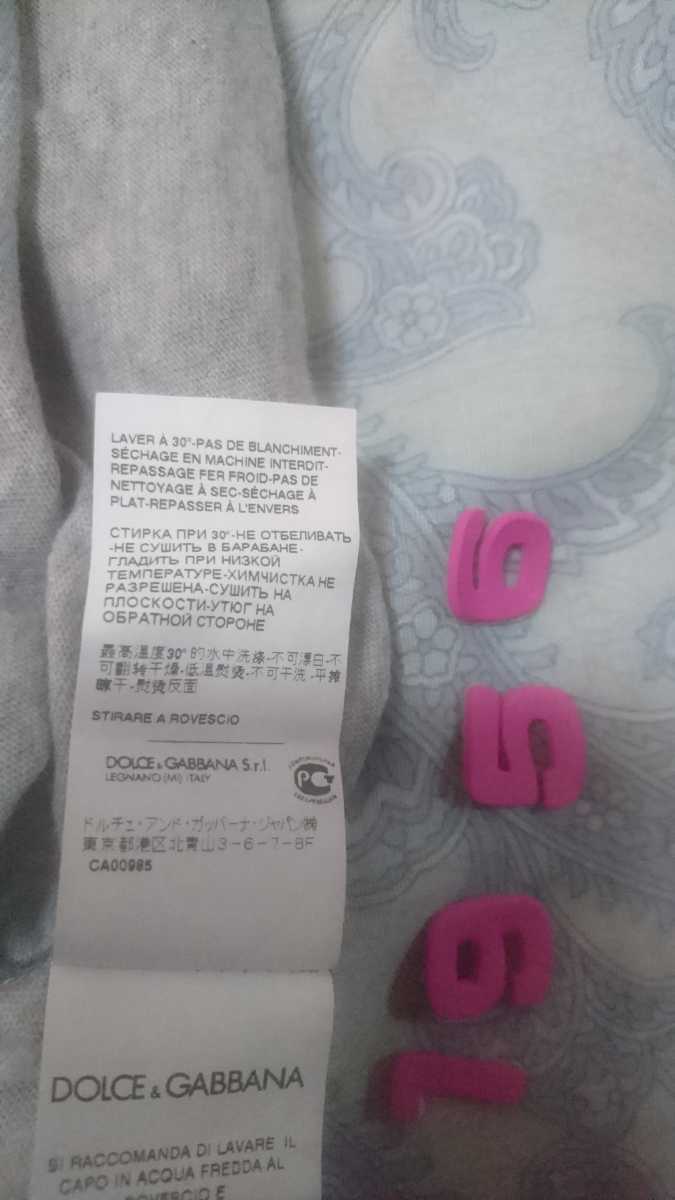 LAVER À 30°-PAS DE BLANCHIMENT-
SÉCHAGE EN MACHINE INTERDIT-
REPASSAGE FER FROID-PAS DE
NETTOYAGE À SEC-SÉCHAGE À
PLAT-REPASSER À L'ENVERS
СТИРКА ПРИ 30°-НЕ ОТБЕЛИВАТЬ
-НЕ СУШИТЬ В БАРАБАНЕ-
ГЛАДИТЬ ПРИ НИЗКОЙ
ТЕМПЕРАТУРЕ-ХИМЧИСТКА НЕ
РАЗРЕШЕНА-СУШИТЬ НА
ПЛОСКОСТИ-УТЮГ НА
ОБРАТНОЙ СТОРОНЕ
最高溫度30°的水中洗滌-不可漂白-不
可翻转干燥-低温熨烫-不可干洗-平摊
晾干-熨烫反面
STIRARE A ROVESCIO
DOLCE & GABBANA S.r.l.
LEGNANO (MI) ITALY
ドルチェ・アンド・ガッバーナ・ジャパン㈱
東京都港区北青山3-6-7-8F
CA00985
DOLCE & GABBANA
SI RACCOMANDA DI LAVARE IL
CAPO IN ACQUA FREDDA AL
ROVESCIO E